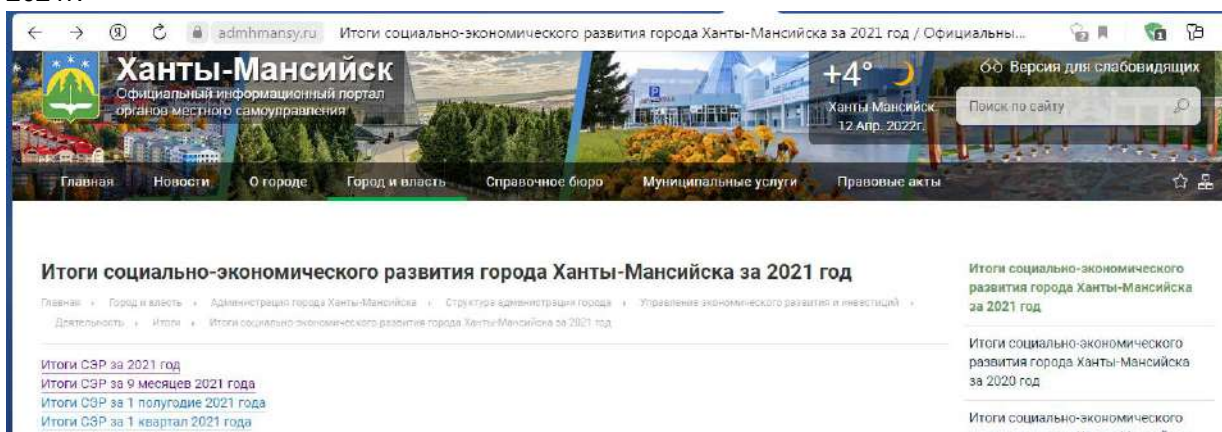 admhmansy.ru Итоги социально-экономического развития города Ханты-Мансийска за 2021 год / Официальны...
Ханты-Мансийск
Официальный информационный портал
органов местного самоуправления
+4°
Ханты Мансийск
12 Апр. 2022г.
Версия для слабовидящих
Поиск по сайту
Главная Новости О городе Город и власть Справочное бюро Муниципальные услуги Правовые акты
Итоги социально-экономического развития города Ханты-Мансийска за 2021 год
Главная › Город и власть › Администрация города Ханты-Мансийска › Структура администрации города › Управление экономического развития и инвестиций ›
Деятельность › Итоги › Итоги социально-экономического развития города Ханты-Мансийска за 2021 год
Итоги СЭР за 2021 год
Итоги СЭР за 9 месяцев 2021 года
Итоги СЭР за 1 полугодие 2021 года
Итоги СЭР за 1 квартал 2021 года
Итоги социально-экономического
развития города Ханты-Мансийска
за 2021 год
Итоги социально-экономического
развития города Ханты-Мансийска
за 2020 год
Итоги социально-экономического